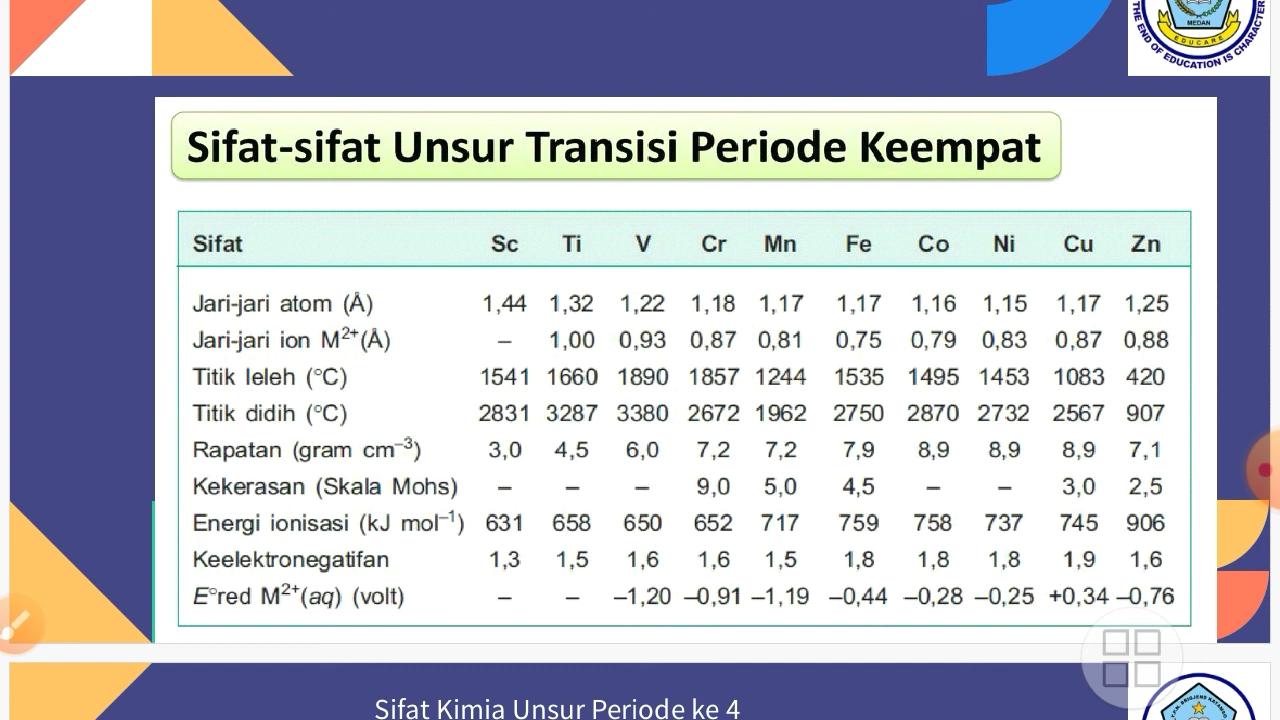 MEDAN
EDUCARE
THE END OF EDUCATION IS CHARACTER
Sifat-sifat Unsur Transisi Periode Keempat
Sifat Sc Ti V Cr Mn Fe Co Ni Cu Zn
Jari-jari atom (Å) 1,44 1,32 1,22 1,18 1,17 1,17 1,16 1,15 1,17 1,25
Jari-jari ion M²⁺(Å) – 1,00 0,93 0,87 0,81 0,75 0,79 0,83 0,87 0,88
Titik leleh (°C) 1541 1660 1890 1857 1244 1535 1495 1453 1083 420
Titik didih (°C) 2831 3287 3380 2672 1962 2750 2870 2732 2567 907
Rapatan (gram cm⁻³) 3,0 4,5 6,0 7,2 7,2 7,9 8,9 8,9 8,9 7,1
Kekerasan (Skala Mohs) – – – 9,0 5,0 4,5 – – 3,0 2,5
Energi ionisasi (kJ mol⁻¹) 631 658 650 652 717 759 758 737 745 906
Keelektronegatifan 1,3 1,5 1,6 1,6 1,5 1,8 1,8 1,8 1,9 1,6
E°red M²⁺(aq) (volt) – – –1,20 –0,91 –1,19 –0,44 –0,28 –0,25 +0,34 –0,76
Sifat Kimia Unsur Periode ke 4